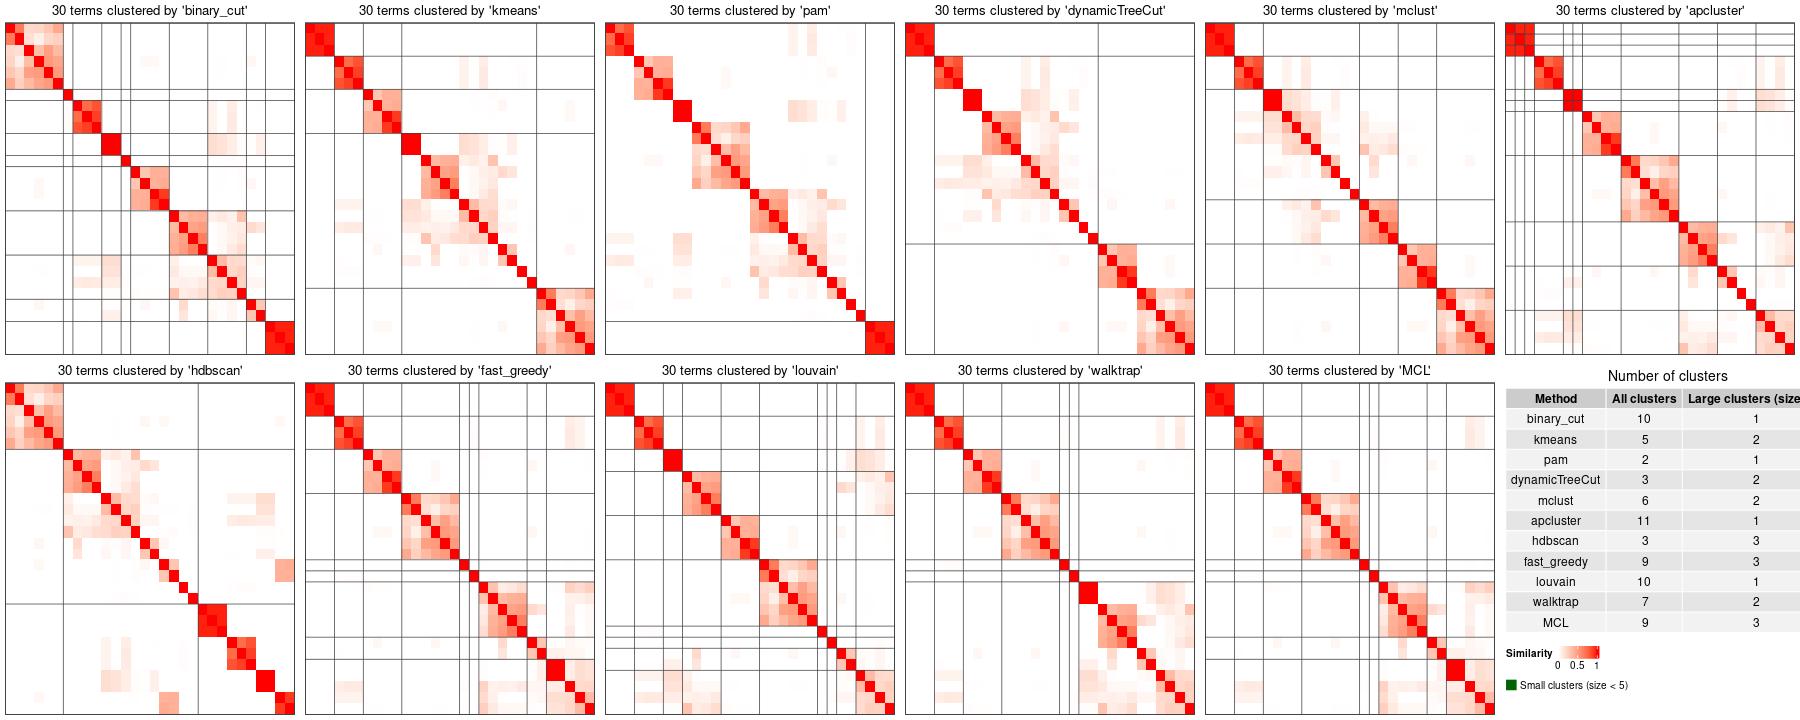 30 terms clustered by 'binary_cut'
30 terms clustered by 'kmeans'
30 terms clustered by 'pam'
30 terms clustered by 'dynamicTreeCut'
30 terms clustered by 'mclust'
30 terms clustered by 'apcluster'
30 terms clustered by 'hdbscan'
30 terms clustered by 'fast_greedy'
30 terms clustered by 'louvain'
30 terms clustered by 'walktrap'
30 terms clustered by 'MCL'
Number of clusters
Method All clusters Large clusters (size
binary_cut 10 1
kmeans 5 2
pam 2 1
dynamicTreeCut 3 2
mclust 6 2
apcluster 11 1
hdbscan 3 3
fast_greedy 9 3
louvain 10 1
walktrap 7 2
MCL 9 3
Similarity
0 0.5 1
Small clusters (size < 5)